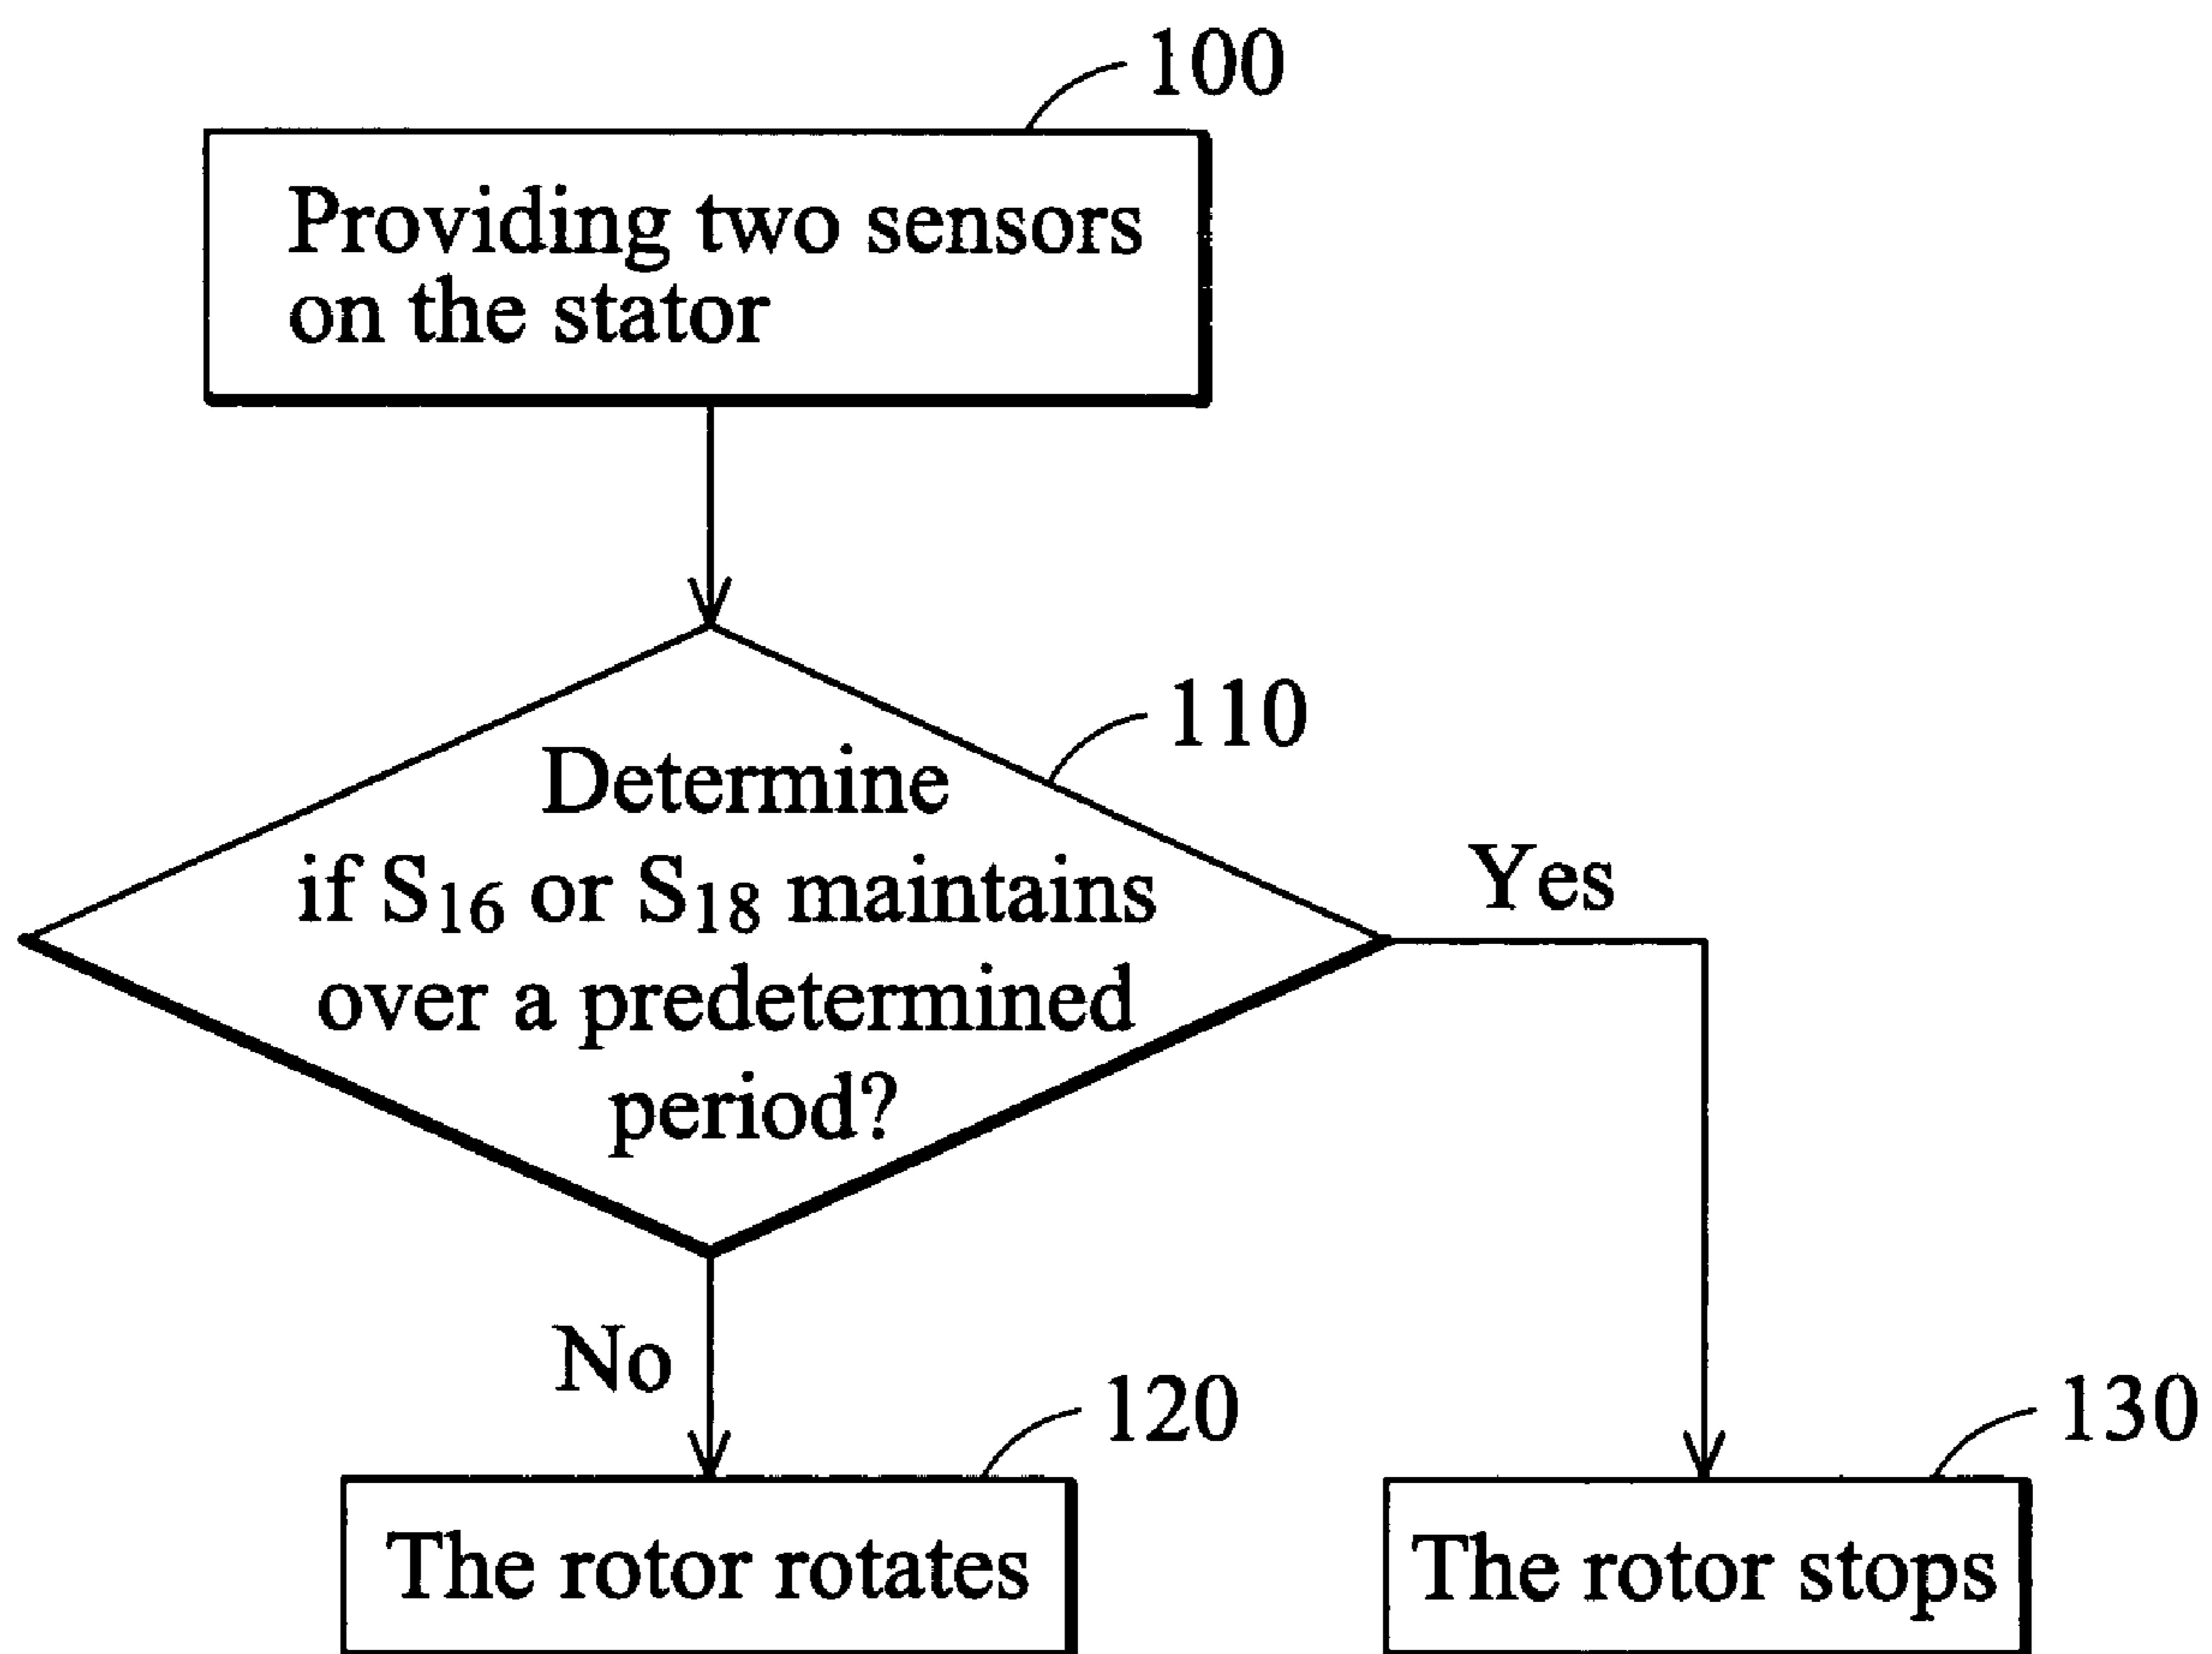 100
Providing two sensors
on the stator
110
Determine
if S16 or S18 maintains
over a predetermined
period?
Yes
No
120
The rotor rotates
130
The rotor stops